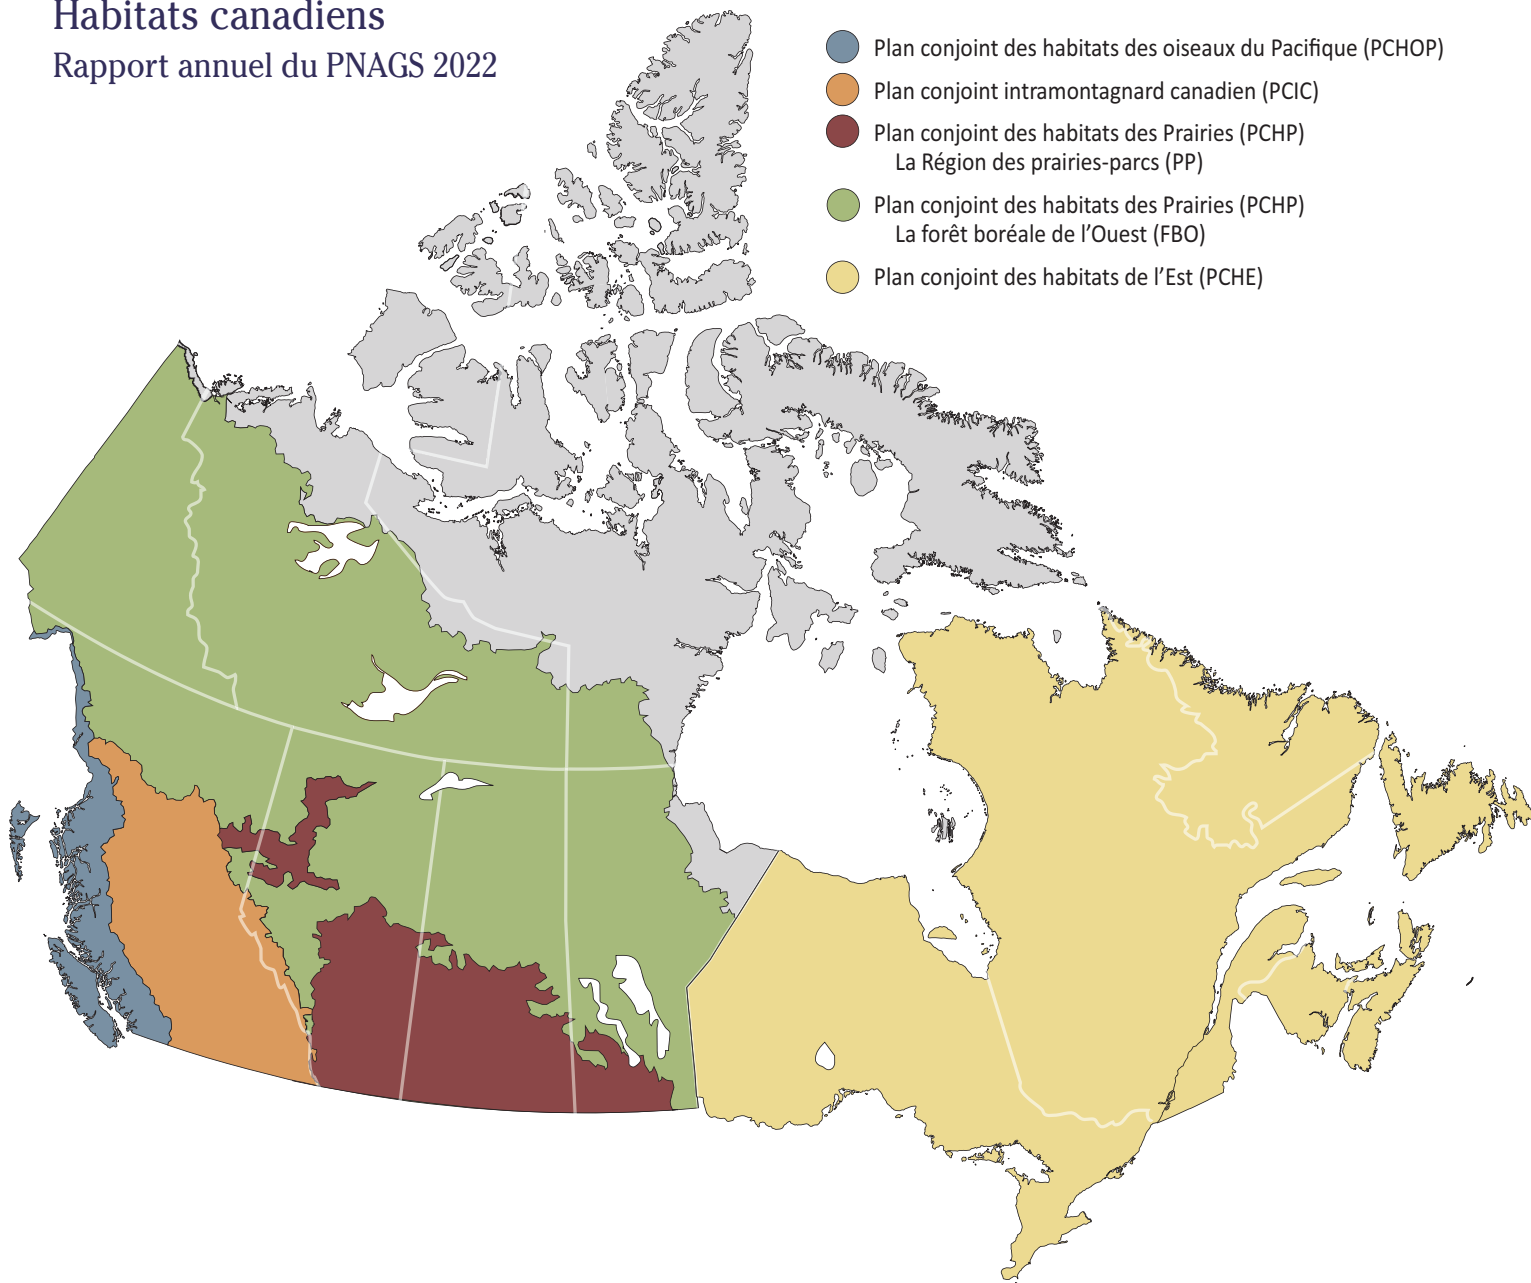 Habitats canadiens
Rapport annuel du PNAGS 2022
Plan conjoint des habitats des oiseaux du Pacifique (PCHOP)
Plan conjoint intramontagnard canadien (PCIC)
Plan conjoint des habitats des Prairies (PCHP)
La Région des prairies-parcs (PP)
Plan conjoint des habitats des Prairies (PCHP)
La forêt boréale de l’Ouest (FBO)
Plan conjoint des habitats de l’Est (PCHE)